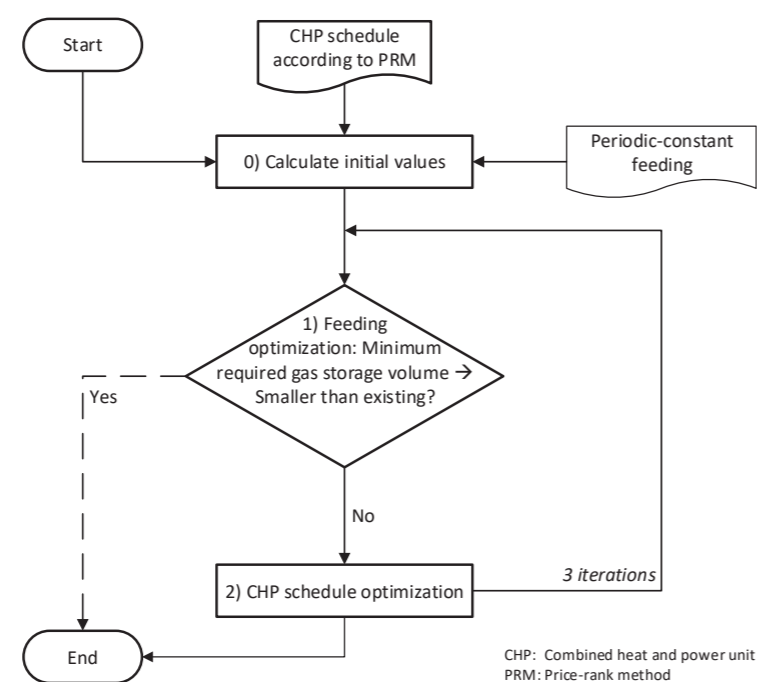 Start
CHP schedule
according to PRM
0) Calculate initial values
Periodic-constant
feeding
1) Feeding
optimization: Minimum
required gas storage volume →
Smaller than existing?
Yes
No
2) CHP schedule optimization
3 iterations
End
CHP: Combined heat and power unit
PRM: Price-rank method